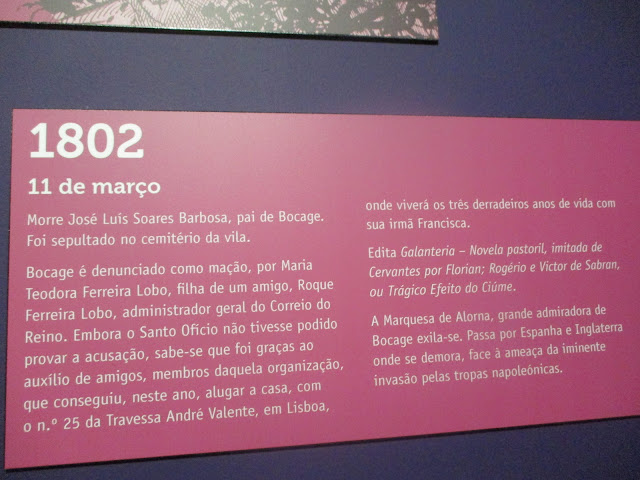 1802
11 de março
Morre José Luis Soares Barbosa, pai de Bocage.
Foi sepultado no cemitério da vila.
Bocage é denunciado como mação, por Maria
Teodora Ferreira Lobo, filha de um amigo, Roque
Ferreira Lobo, administrador geral do Correio do
Reino. Embora o Santo Ofício não tivesse podido
provar a acusação, sabe-se que foi graças ao
auxílio de amigos, membros daquela organização,
que conseguiu, neste ano, alugar a casa, com
o n.º 25 da Travessa André Valente, em Lisboa,
onde viverá os três derradeiros anos de vida com
sua irmã Francisca.
Edita Galanteria – Novela pastoril, imitada de
Cervantes por Florian; Rogério e Victor de Sabran,
ou Trágico Efeito do Ciúme.
A Marquesa de Alorna, grande admiradora de
Bocage exila-se. Passa por Espanha e Inglaterra
onde se demora, face à ameaça da iminente
invasão pelas tropas napoleónicas.